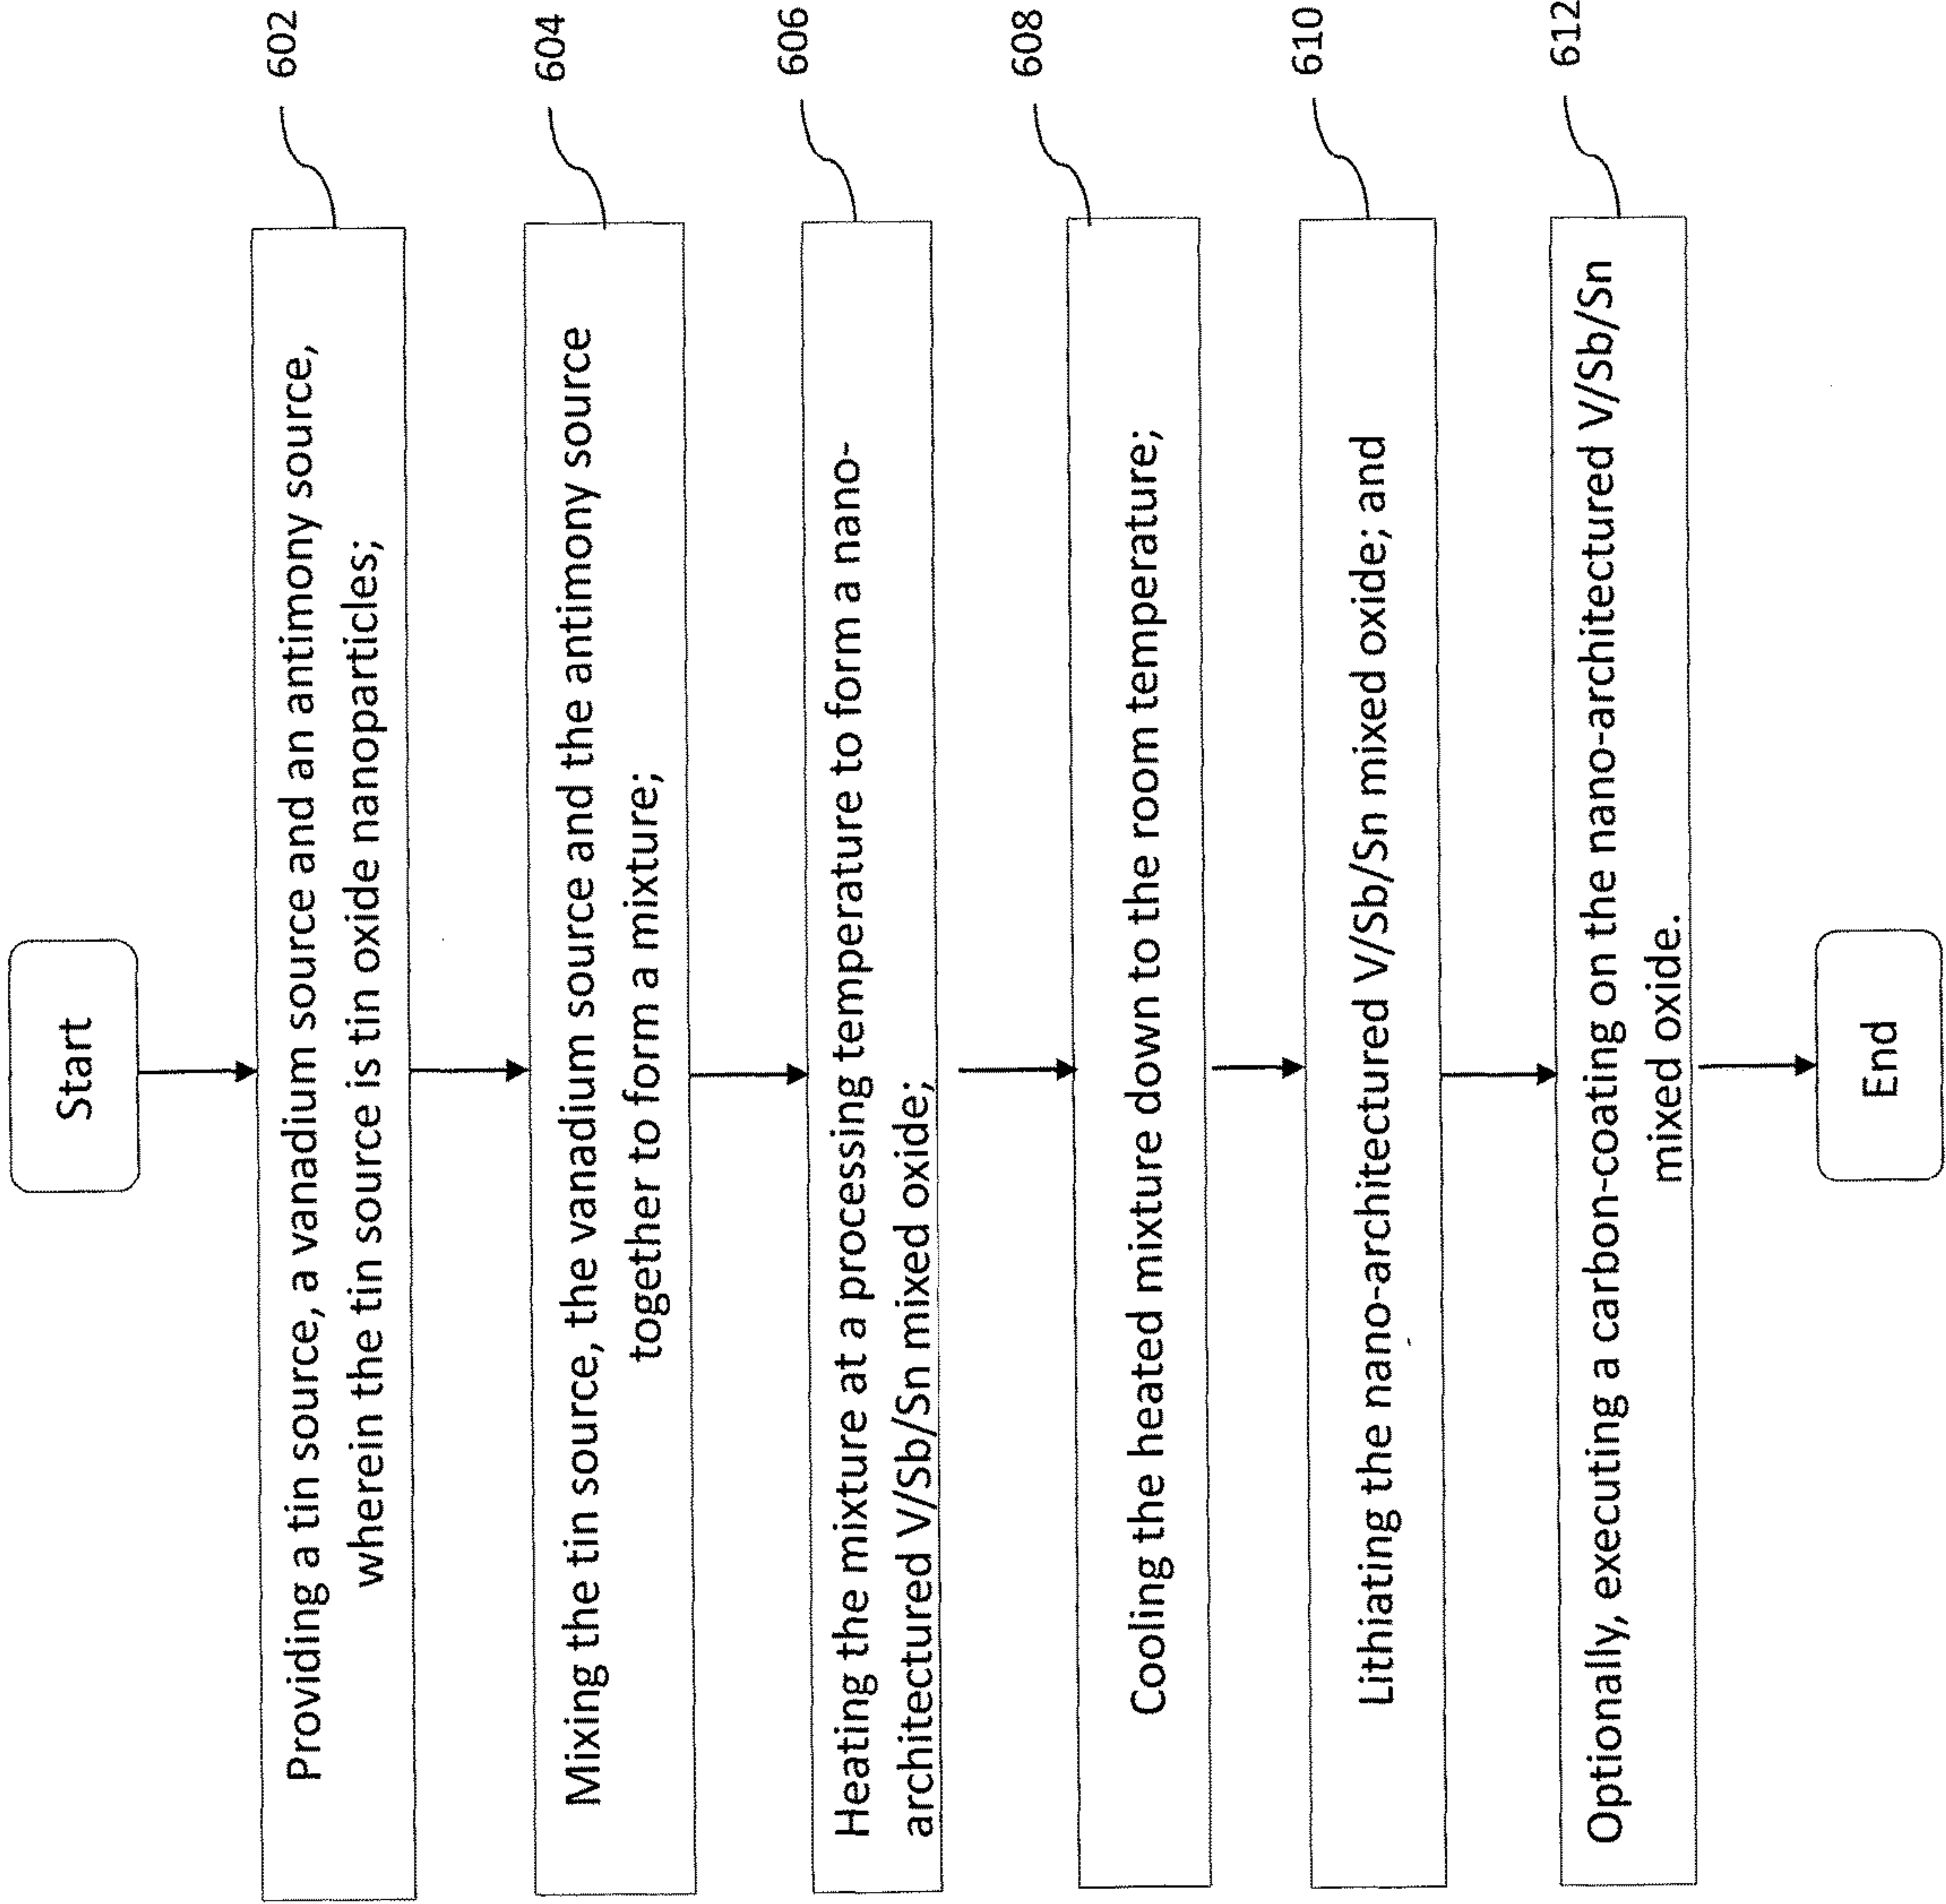 Start
Providing a tin source, a vanadium source and an antimony source,
wherein the tin source is tin oxide nanoparticles;
602
Mixing the tin source, the vanadium source and the antimony source
together to form a mixture;
604
Heating the mixture at a processing temperature to form a nano-
architectured V/Sb/Sn mixed oxide;
606
Cooling the heated mixture down to the room temperature;
608
Lithiating the nano-architectured V/Sb/Sn mixed oxide; and
610
Optionally, executing a carbon-coating on the nano-architectured V/Sb/Sn
mixed oxide.
612
End